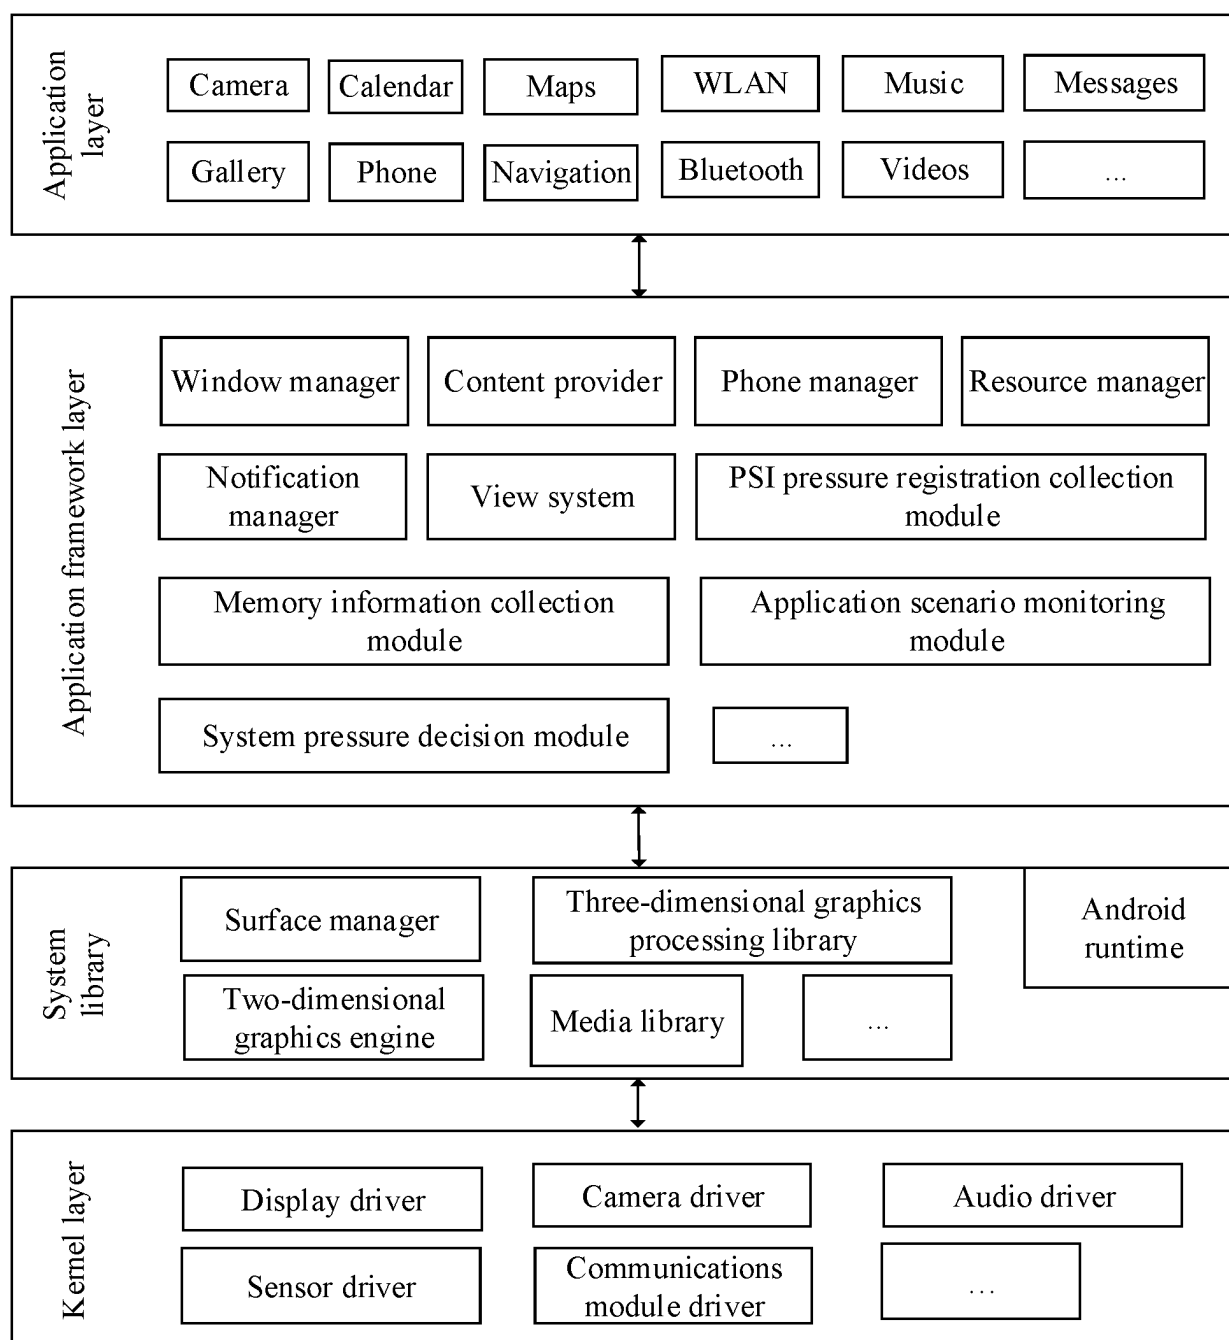 Application
layer
Camera
Calendar
Maps
WLAN
Music
Messages
Gallery
Phone
Navigation
Bluetooth
Videos
...
Application framework layer
Window manager
Content provider
Phone manager
Resource manager
Notification
manager
View system
PSI pressure registration collection
module
Memory information collection
module
Application scenario monitoring
module
System pressure decision module
...
System
library
Surface manager
Three-dimensional graphics
processing library
Android
runtime
Two-dimensional
graphics engine
Media library
...
Kernel layer
Display driver
Camera driver
Audio driver
Sensor driver
Communications
module driver
...